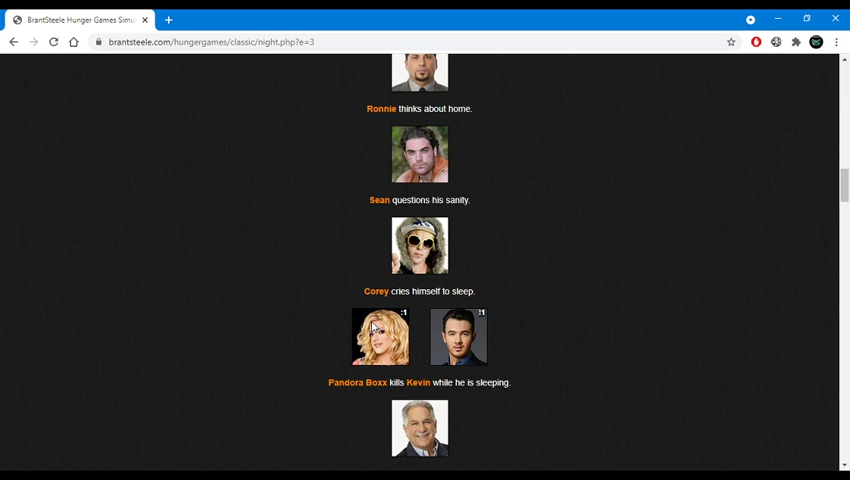 BrantSteele Hunger Games Simu
brantsteele.com/hungergames/classic/night.php?e=3
Ronnie thinks about home.
Sean questions his sanity.
Corey cries himself to sleep.
Pandora Boxx kills Kevin while he is sleeping.